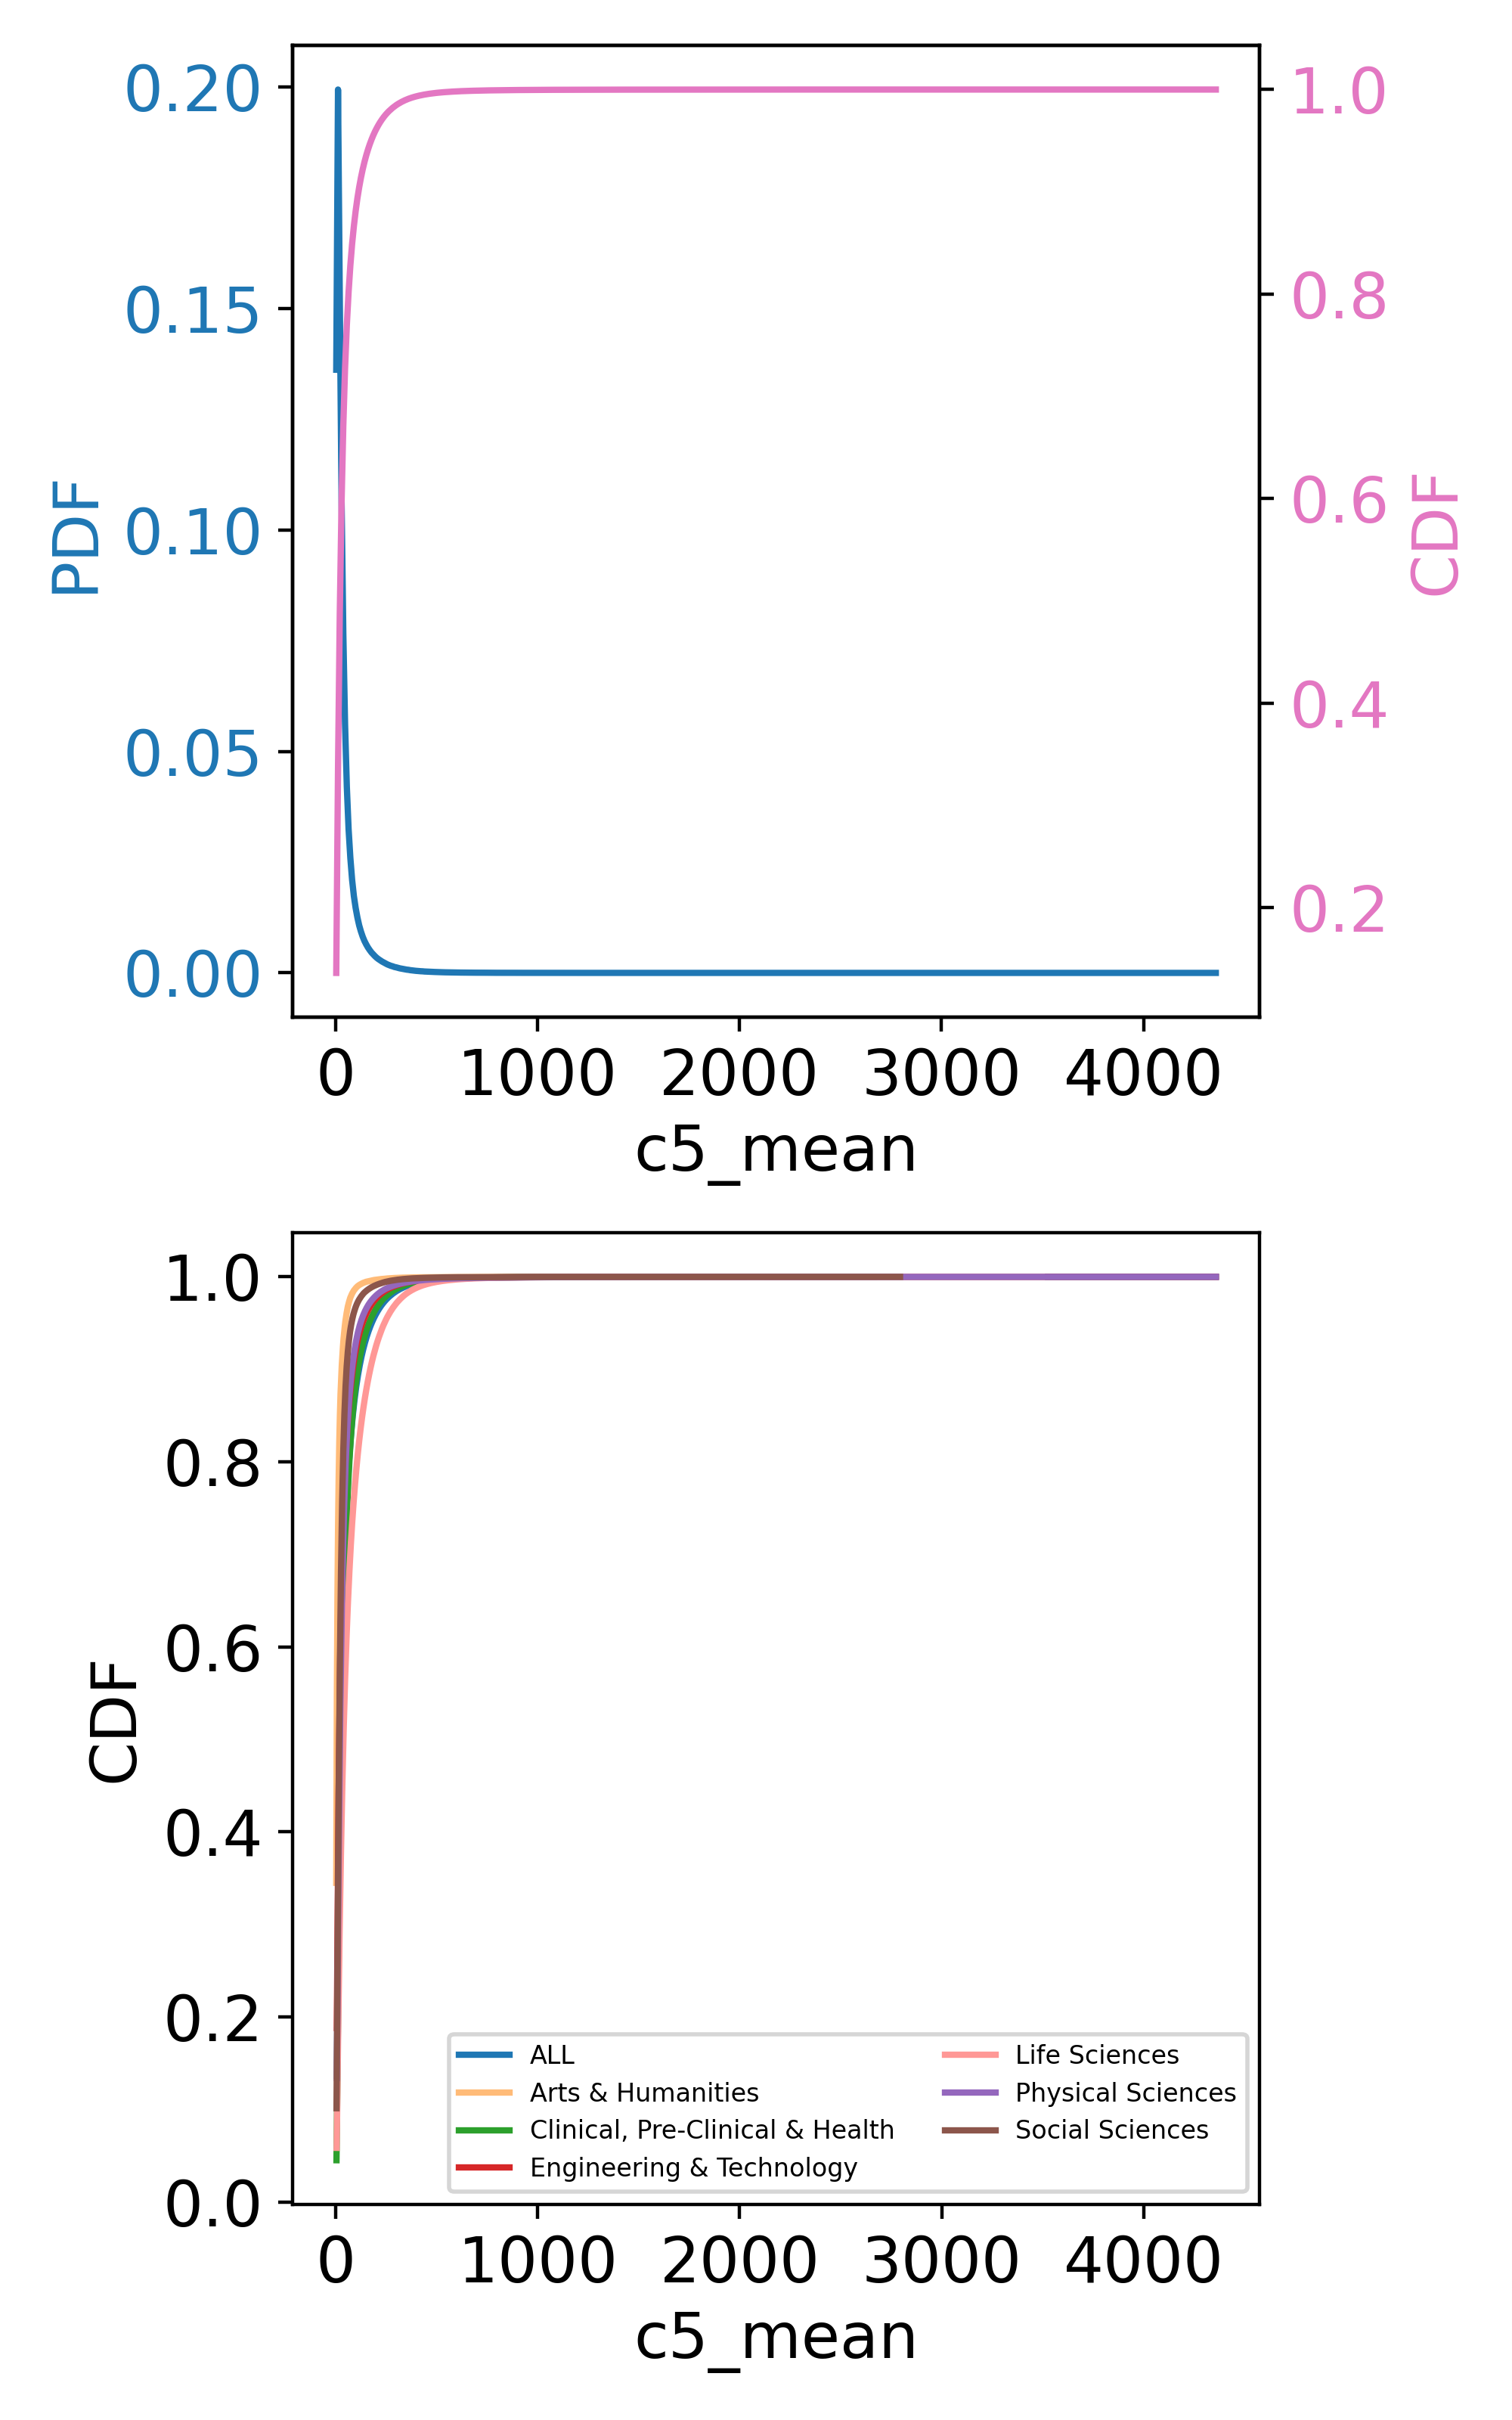 0.20
0.15
0.10
0.05
0.00
PDF
1.0
0.8
0.6
0.4
0.2
CDF
0 1000 2000 3000 4000
c5_mean
1.0
0.8
0.6
0.4
0.2
0.0
CDF
ALL
Arts & Humanities
Clinical, Pre-Clinical & Health
Engineering & Technology
Life Sciences
Physical Sciences
Social Sciences
0 1000 2000 3000 4000
c5_mean